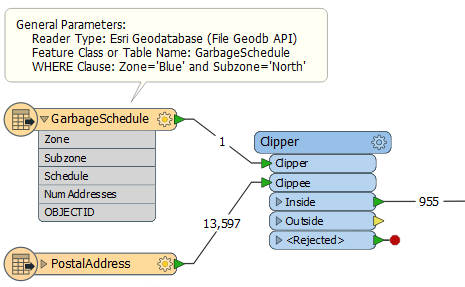 General Parameters:
Reader Type: Esri Geodatabase (File Geodb API)
Feature Class or Table Name: GarbageSchedule
WHERE Clause: Zone='Blue' and Subzone='North'
GarbageSchedule
Zone
Subzone
Schedule
NumAddresses
OBJECTID
PostalAddress
1
13,597
Clipper
Clipper
Clippee
Inside
955
Outside
<Rejected>